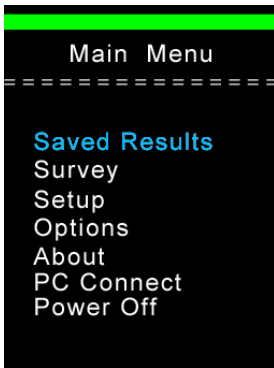 Main Menu
===============
Saved Results
Survey
Setup
Options
About
PC Connect
Power Off